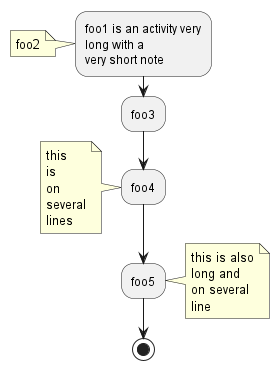 foo2
foo1 is an activity very
long with a
very short note
foo3
this
is
on
several
lines
foo4
this is also
long and
on several
line
foo5